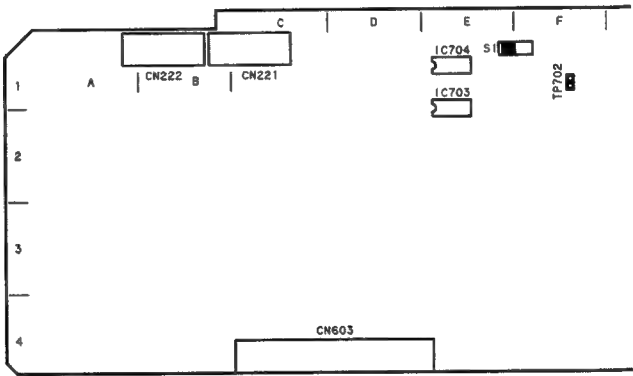 C D E F
IC704 S1
A CN222 B CN221
1
IC703
TP702
2
3
CN603
4